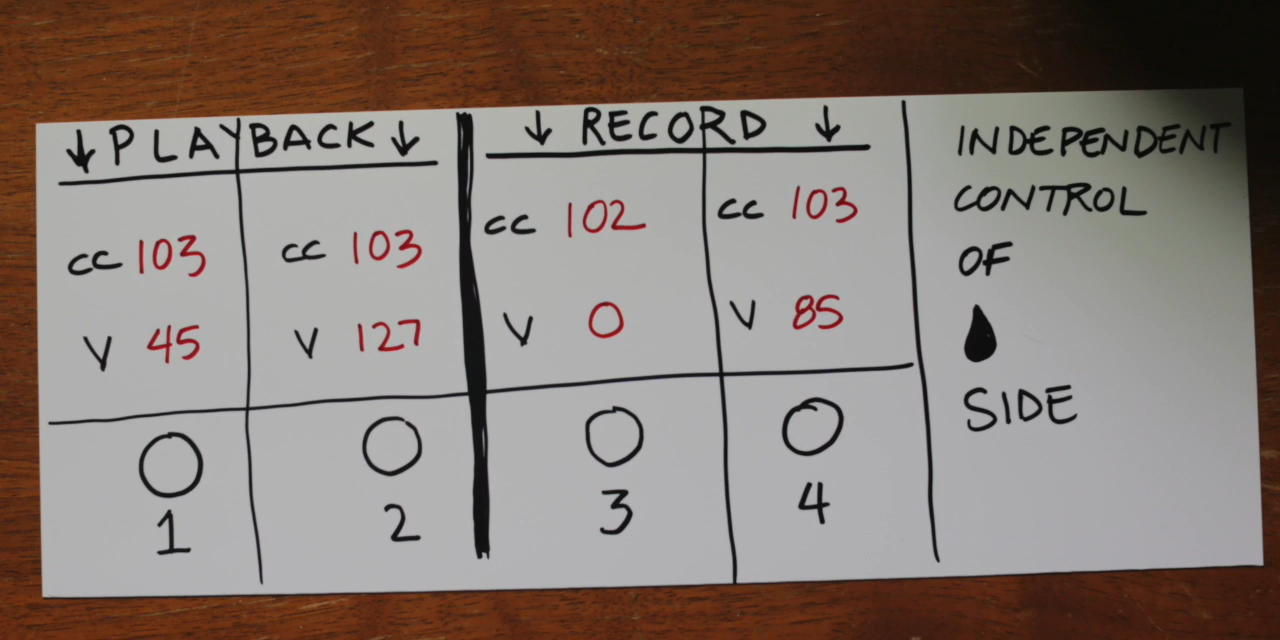 ↓ PLAYBACK ↓ ↓ RECORD ↓
CC 103 CC 103 CC 102 CC 103
V 45 V 127 V 0 V 85
1 2 3 4
INDEPENDENT
CONTROL
OF
SIDE